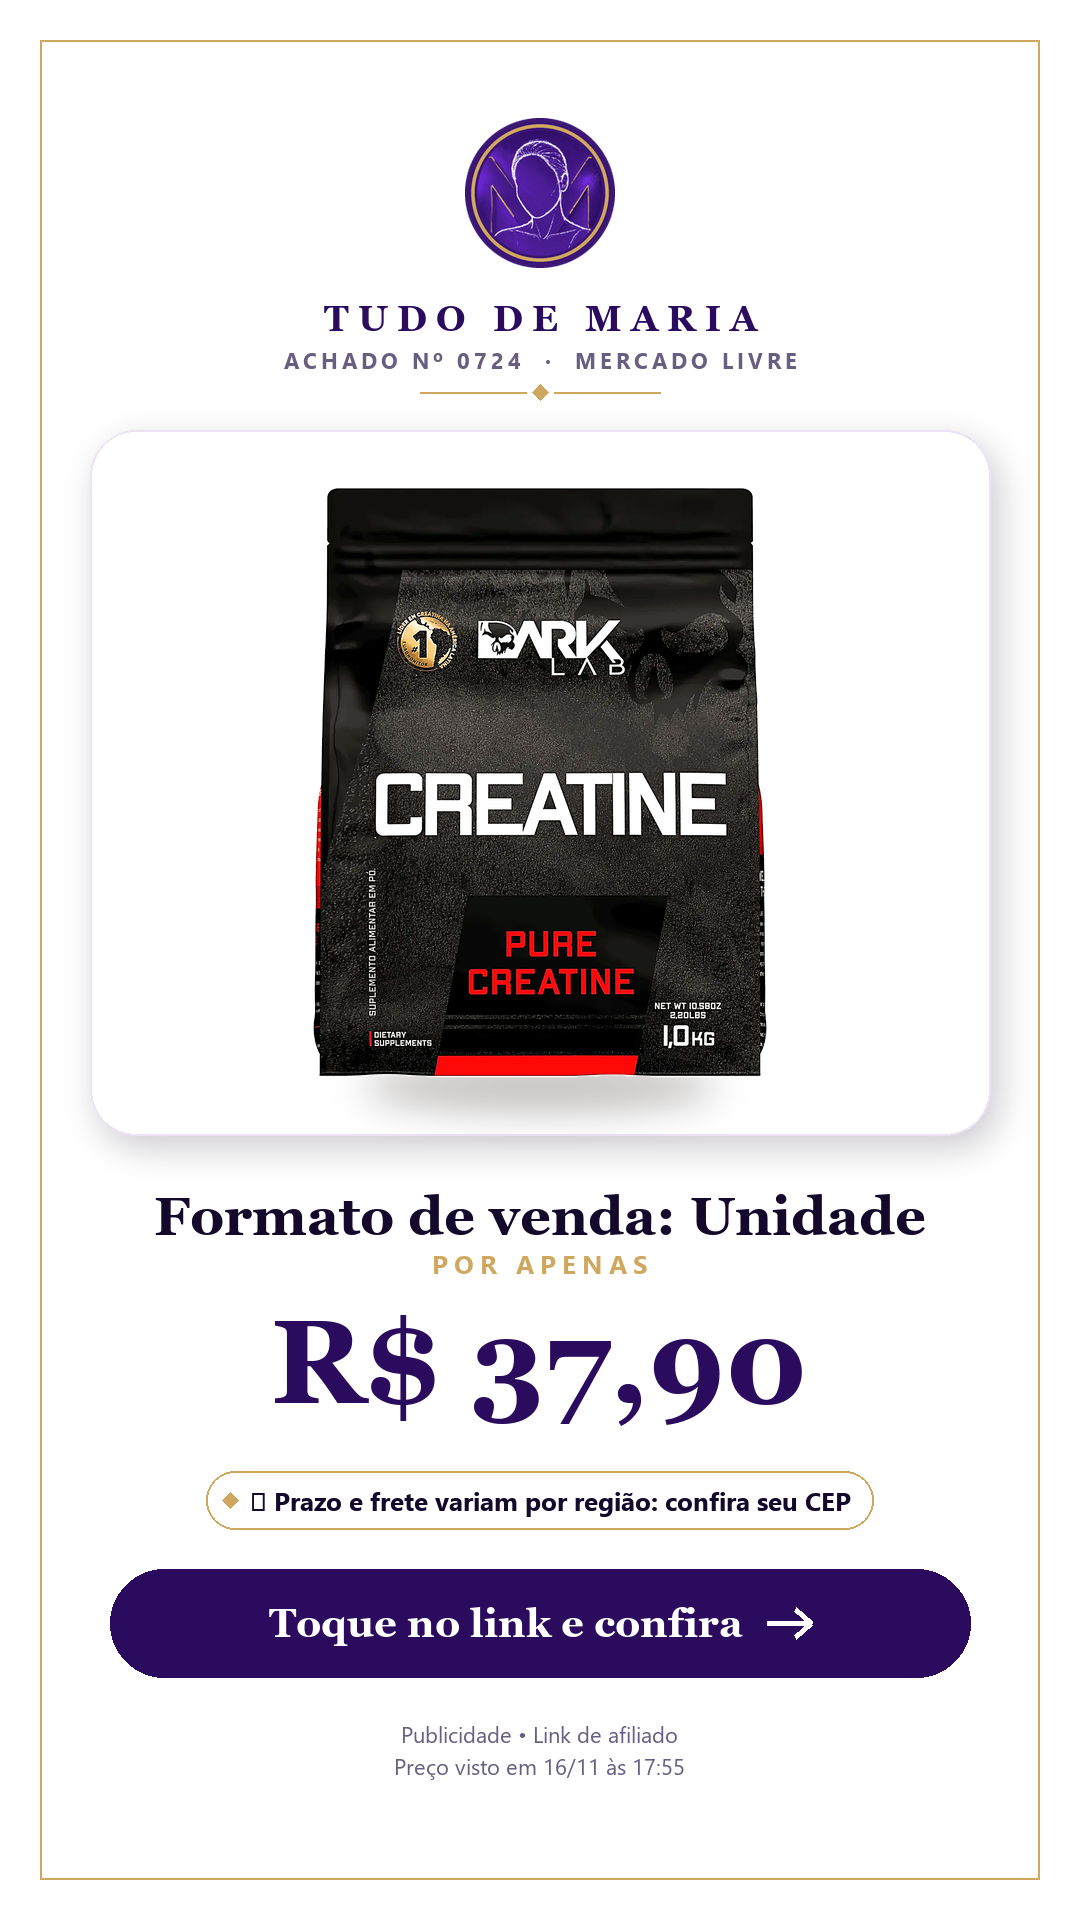 TUDO DE MARIA
ACHADO Nº 0724 · MERCADO LIVRE
#1
DARK
LAB
CREATINE
SUPLEMENTO ALIMENTAR EM PÓ.
PURE
CREATINE
DIETARY
SUPPLEMENTS
NET WT 10.58OZ
2,20LBS
1,0KG
Formato de venda: Unidade
POR APENAS
R$ 37,90
Prazo e frete variam por região: confira seu CEP
Toque no link e confira →
Publicidade • Link de afiliado
Preço visto em 16/11 às 17:55